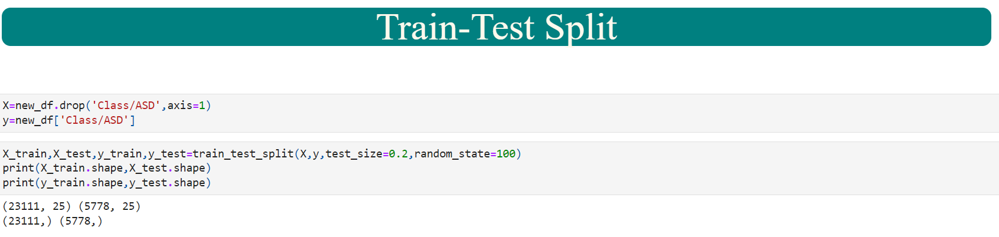 Train-Test Split
X=new_df.drop('Class/ASD',axis=1)
y=new_df['Class/ASD']
X_train,X_test,y_train,y_test=train_test_split(X,y,test_size=0.2,random_state=100)
print(X_train.shape,X_test.shape)
print(y_train.shape,y_test.shape)
(23111, 25) (5778, 25)
(23111,) (5778,)